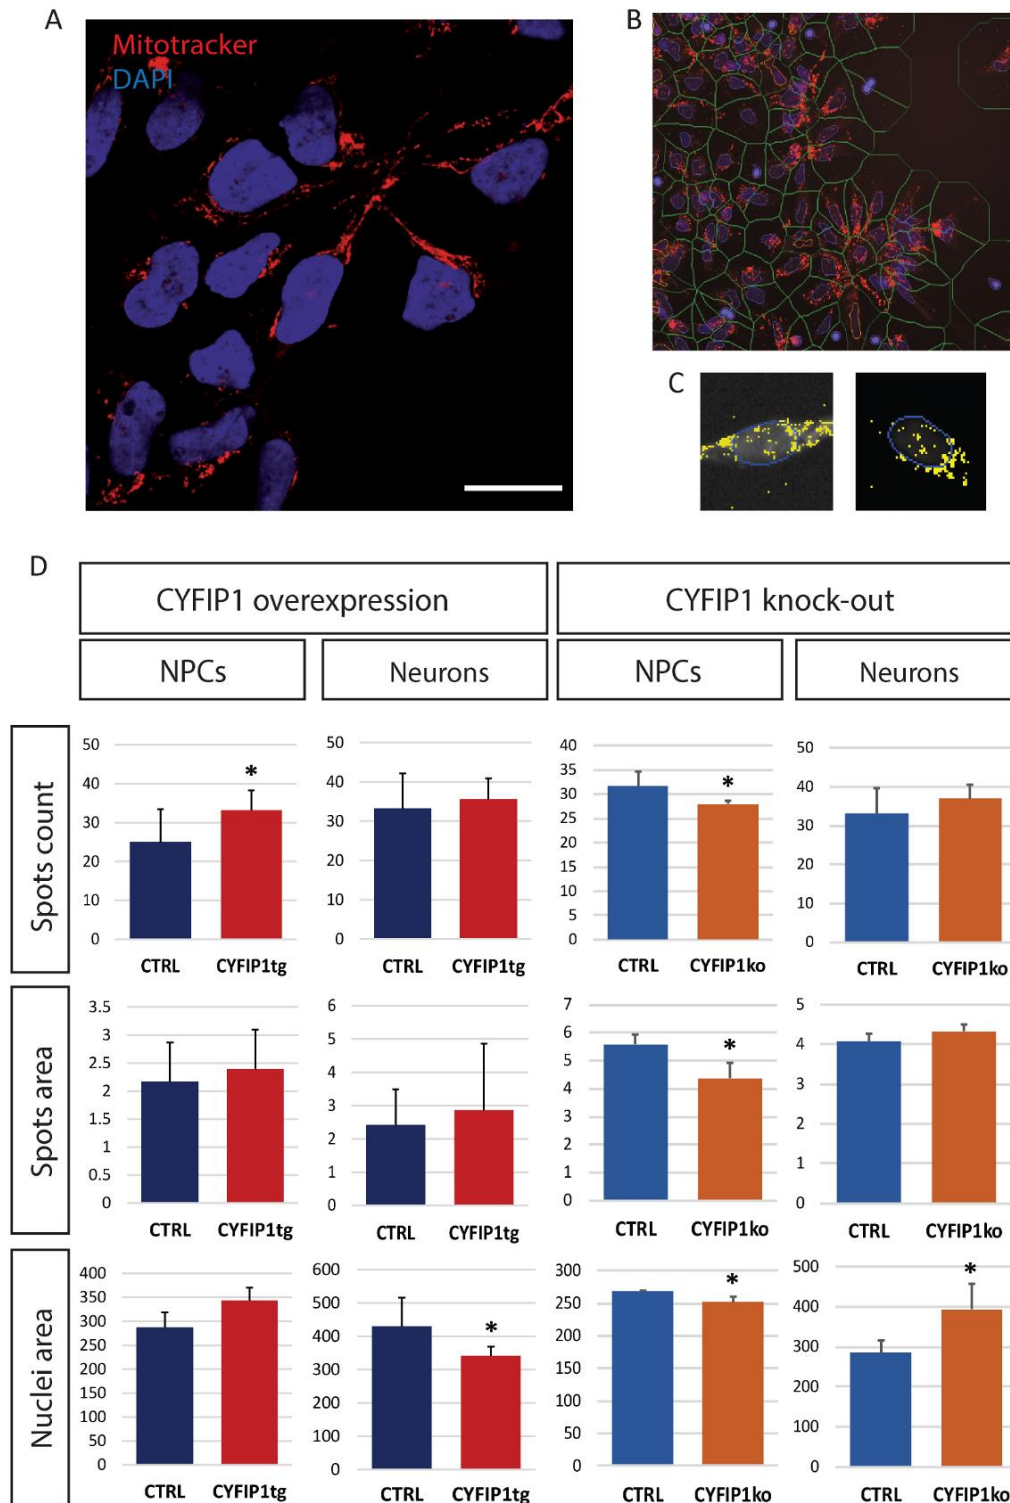 A
Mitotracker
DAPI
B
C
D
CYFIP1 overexpression
CYFIP1 knock-out
NPCs
Neurons
NPCs
Neurons
Spots count
50
40
30
20
10
0
CTRL
CYFIP1tg
*
50
40
30
20
10
0
CTRL
CYFIP1tg
40
35
30
25
20
15
10
5
0
CTRL
CYFIP1ko
*
50
40
30
20
10
0
CTRL
CYFIP1ko
Spots area
3.5
3
2.5
2
1.5
1
0.5
0
CTRL
CYFIP1tg
6
5
4
3
2
1
0
CTRL
CYFIP1tg
7
6
5
4
3
2
1
0
CTRL
CYFIP1ko
*
5
4
3
2
1
0
CTRL
CYFIP1ko
Nuclei area
400
350
300
250
200
150
100
50
0
CTRL
CYFIP1tg
600
500
400
300
200
100
0
CTRL
CYFIP1tg
*
300
250
200
150
100
50
0
CTRL
CYFIP1ko
*
500
400
300
200
100
0
CTRL
CYFIP1ko
*